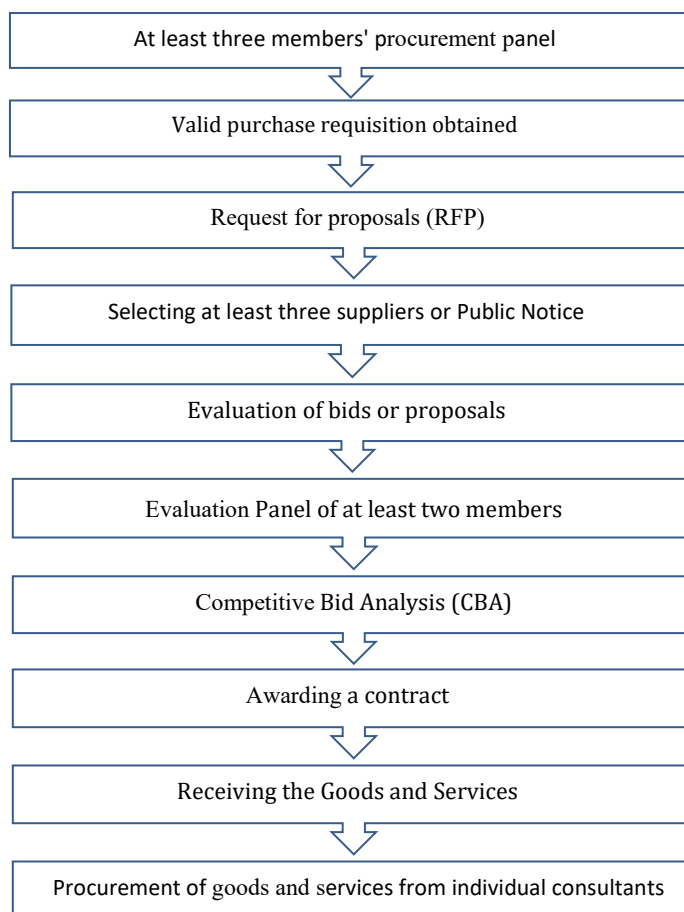 At least three members' procurement panel
Valid purchase requisition obtained
Request for proposals (RFP)
Selecting at least three suppliers or Public Notice
Evaluation of bids or proposals
Evaluation Panel of at least two members
Competitive Bid Analysis (CBA)
Awarding a contract
Receiving the Goods and Services
Procurement of goods and services from individual consultants